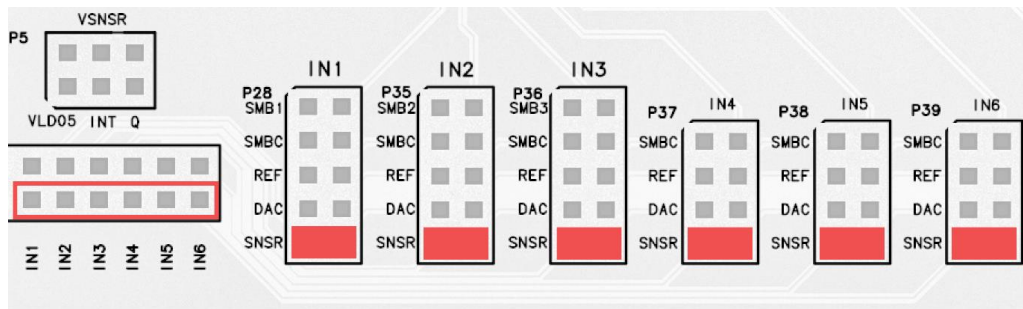 VSNSR
P5
VLDO5 INT Q
IN1 IN2 IN3 IN4 IN5 IN6
IN1
P28
SMB1
SMBC
REF
DAC
SNSR
IN2
P35
SMB2
SMBC
REF
DAC
SNSR
IN3
P36
SMB3
SMBC
REF
DAC
SNSR
IN4
P37
SMBC
REF
DAC
SNSR
IN5
P38
SMBC
REF
DAC
SNSR
IN6
P39
SMBC
REF
DAC
SNSR